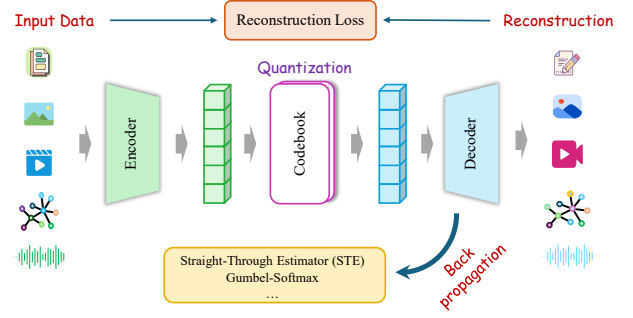 Input Data
Reconstruction Loss
Reconstruction
Quantization
Encoder
Codebook
Decoder
Straight-Through Estimator (STE)
Gumbel-Softmax
...
Back
propagation